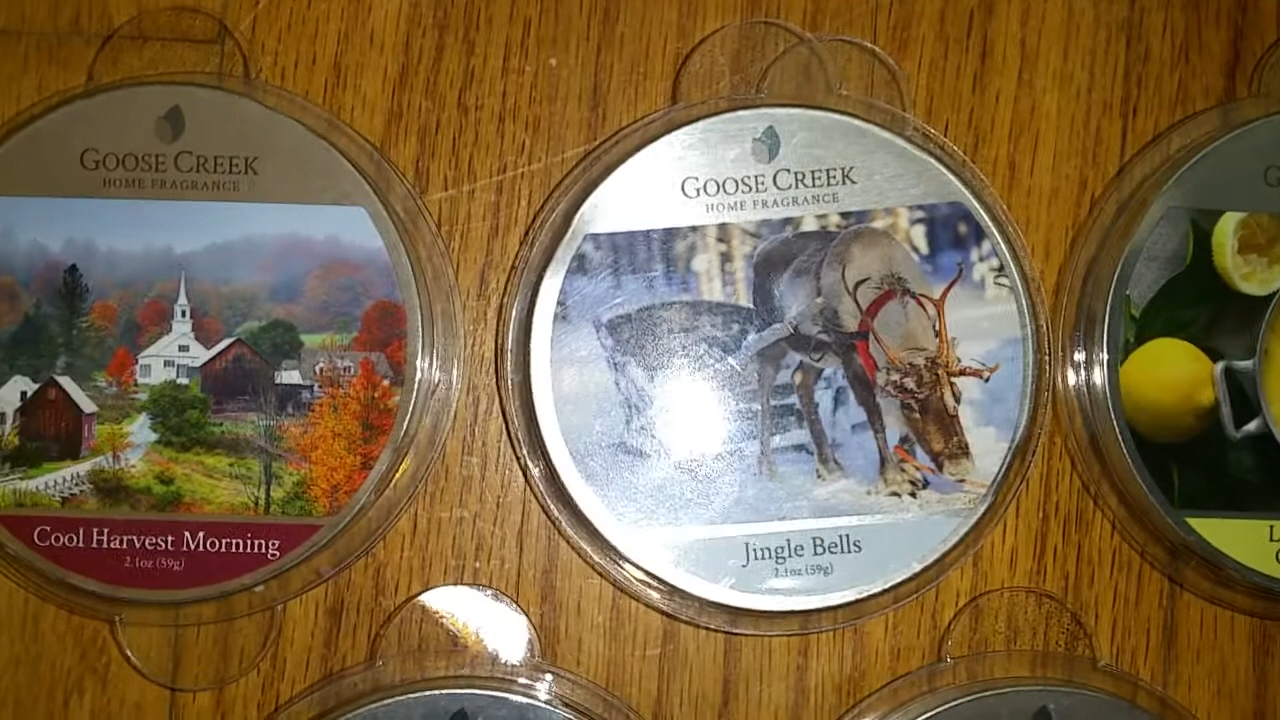 GOOSE CREEK
HOME FRAGRANCE
Cool Harvest Morning
2.1oz (59g)
GOOSE CREEK
HOME FRAGRANCE
Jingle Bells
2.1oz (59g)